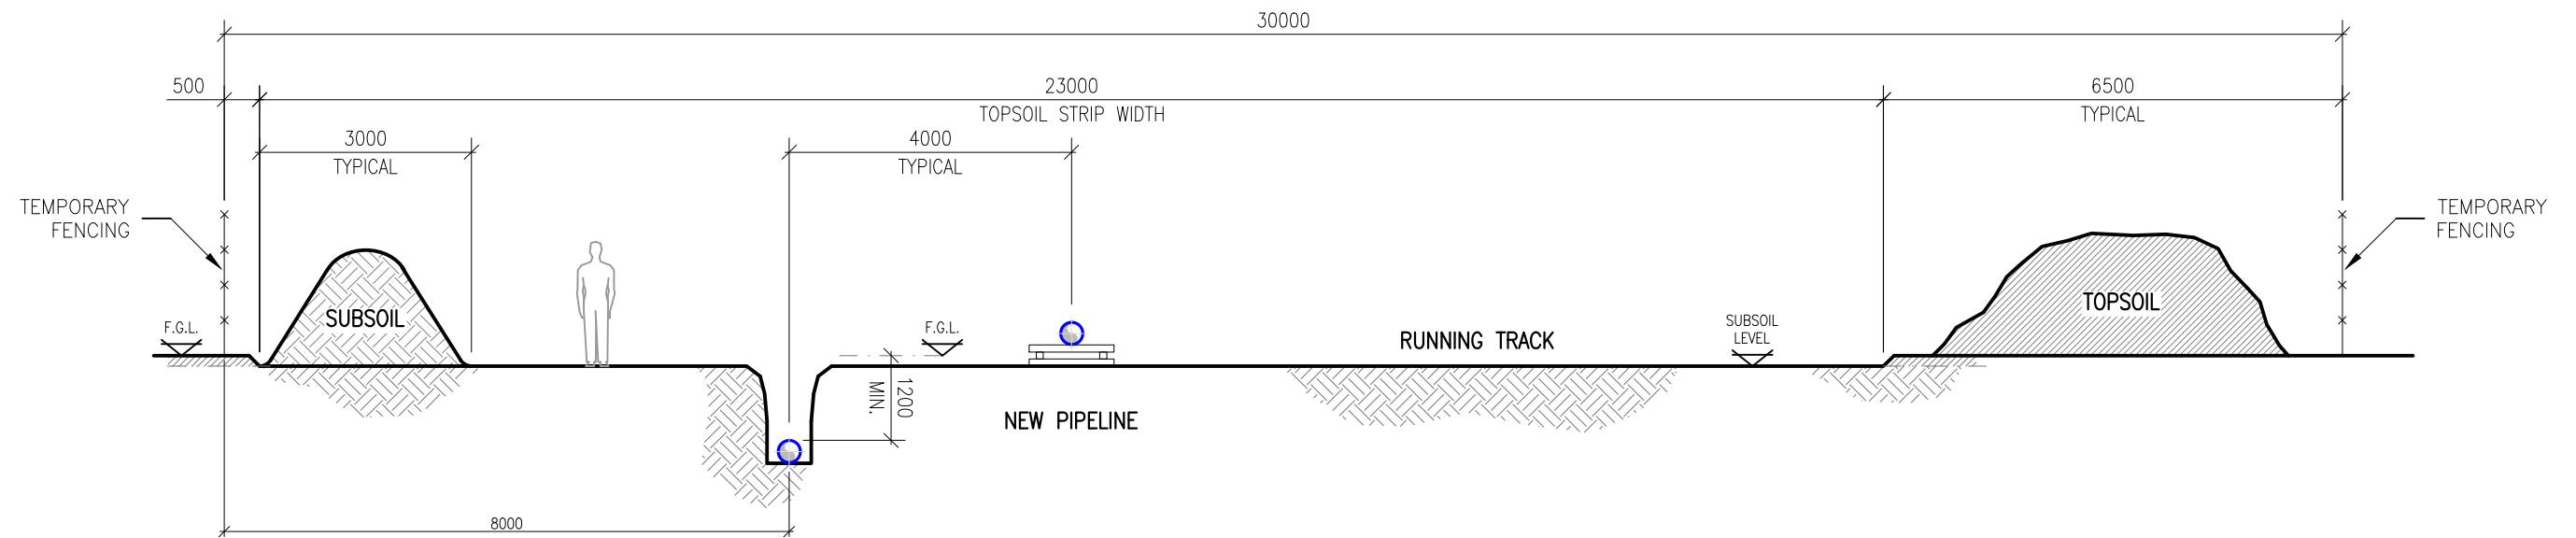 30000
500
23000
6500
TOPSOIL STRIP WIDTH
TYPICAL
3000
4000
TYPICAL
TYPICAL
TEMPORARY
FENCING
TEMPORARY
FENCING
SUBSOIL
TOPSOIL
F.G.L.
F.G.L.
SUBSOIL
LEVEL
RUNNING TRACK
1200
MIN.
NEW PIPELINE
8000